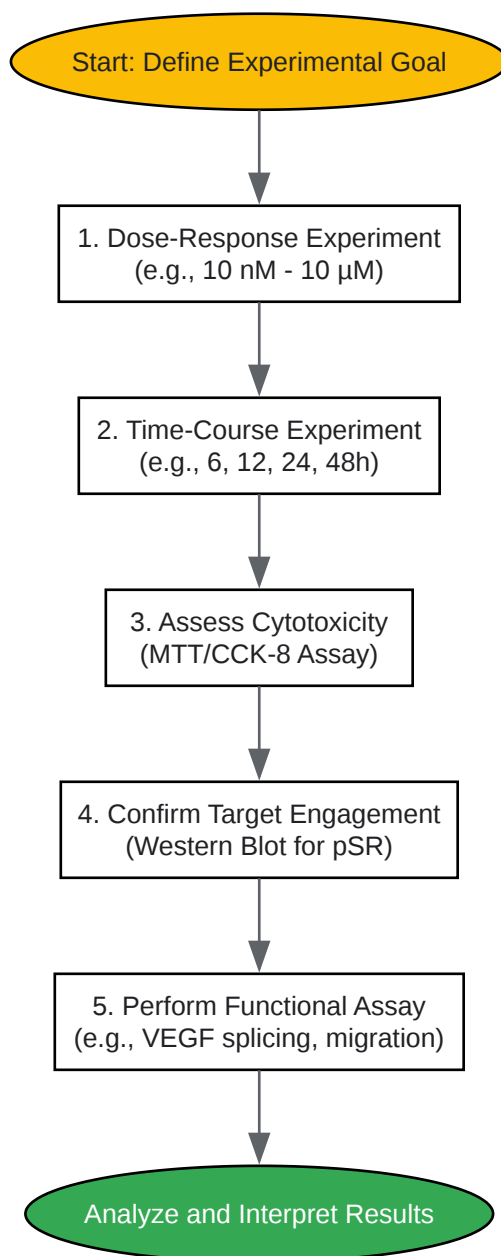 Start: Define Experimental Goal
1. Dose-Response Experiment
(e.g., 10 nM - 10 µM)
2. Time-Course Experiment
(e.g., 6, 12, 24, 48h)
3. Assess Cytotoxicity
(MTT/CCK-8 Assay)
4. Confirm Target Engagement
(Western Blot for pSR)
5. Perform Functional Assay
(e.g., VEGF splicing, migration)
Analyze and Interpret Results